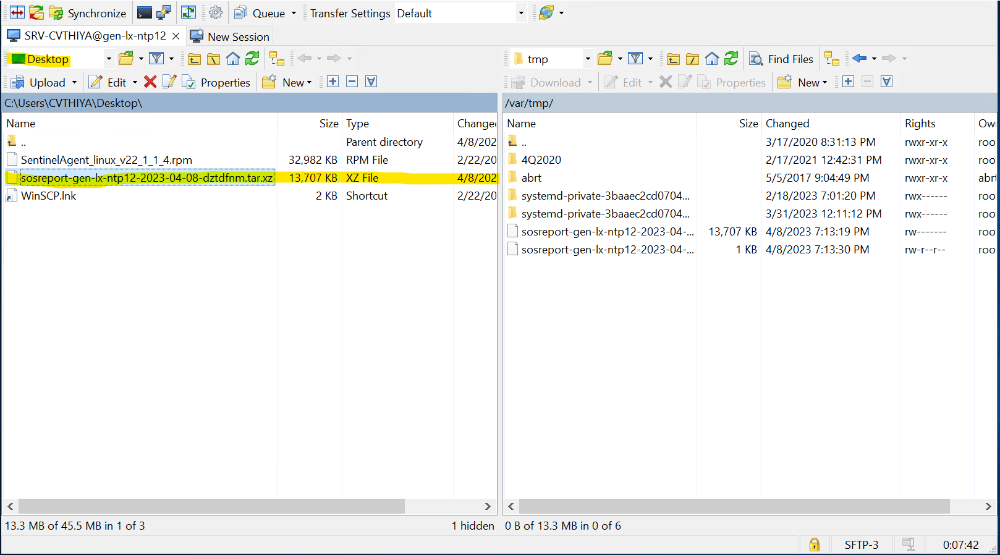 Synchronize Queue Transfer Settings Default
SRV-CVTHIYA@gen-lx-ntp12 New Session
Desktop tmp Find Files
Upload Edit Properties New Download Edit Properties New
C:\Users\CVTHIYA\Desktop\ /var/tmp/
Name Size Type Changed Name Size Changed Rights Own
.. Parent directory 4/8/202 .. 3/17/2020 8:31:13 PM rwxr-xr-x roo
SentinelAgent_linux_v22_1_1_4.rpm 32,982 KB RPM File 2/22/20 4Q2020 2/17/2021 12:42:31 PM rwxr-xr-x roo
sosreport-gen-lx-ntp12-2023-04-08-dztdfnm.tar.xz 13,707 KB XZ File 4/8/202 abrt 5/5/2017 9:04:49 PM rwxr-xr-x abrt
WinSCP.lnk 2 KB Shortcut 2/22/20 systemd-private-3baaec2cd0704... 2/18/2023 7:01:20 PM rwx------ roo
systemd-private-3baaec2cd0704... 3/31/2023 12:11:12 PM rwx------ roo
sosreport-gen-lx-ntp12-2023-04-... 13,707 KB 4/8/2023 7:13:19 PM rw------- roo
sosreport-gen-lx-ntp12-2023-04-... 1 KB 4/8/2023 7:13:30 PM rw-r--r-- roo
13.3 MB of 45.5 MB in 1 of 3 1 hidden 0 B of 13.3 MB in 0 of 6
SFTP-3 0:07:42